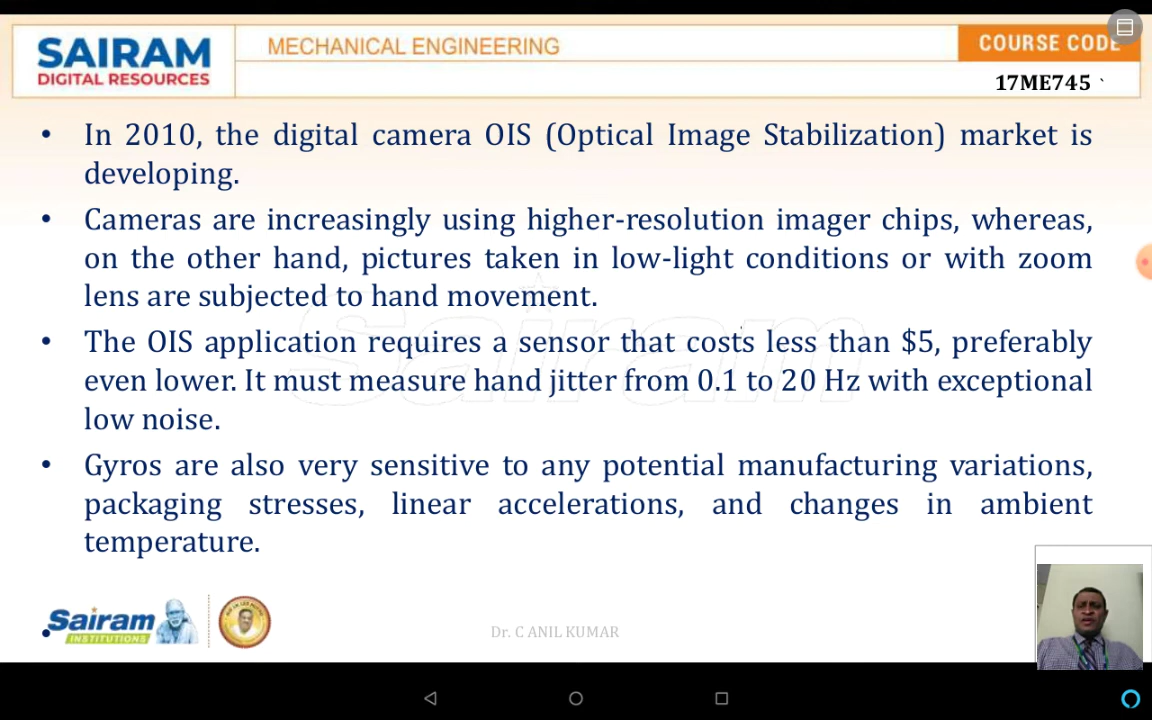 SAIRAM
DIGITAL RESOURCES
MECHANICAL ENGINEERING
COURSE CODE
17ME745 `
• In 2010, the digital camera OIS (Optical Image Stabilization) market is
developing.
• Cameras are increasingly using higher-resolution imager chips, whereas,
on the other hand, pictures taken in low-light conditions or with zoom
lens are subjected to hand movement.
• The OIS application requires a sensor that costs less than $5, preferably
even lower. It must measure hand jitter from 0.1 to 20 Hz with exceptional
low noise.
• Gyros are also very sensitive to any potential manufacturing variations,
packaging stresses, linear accelerations, and changes in ambient
temperature.
Sairam
•
Sairam
INSTITUTIONS
Dr. C ANIL KUMAR